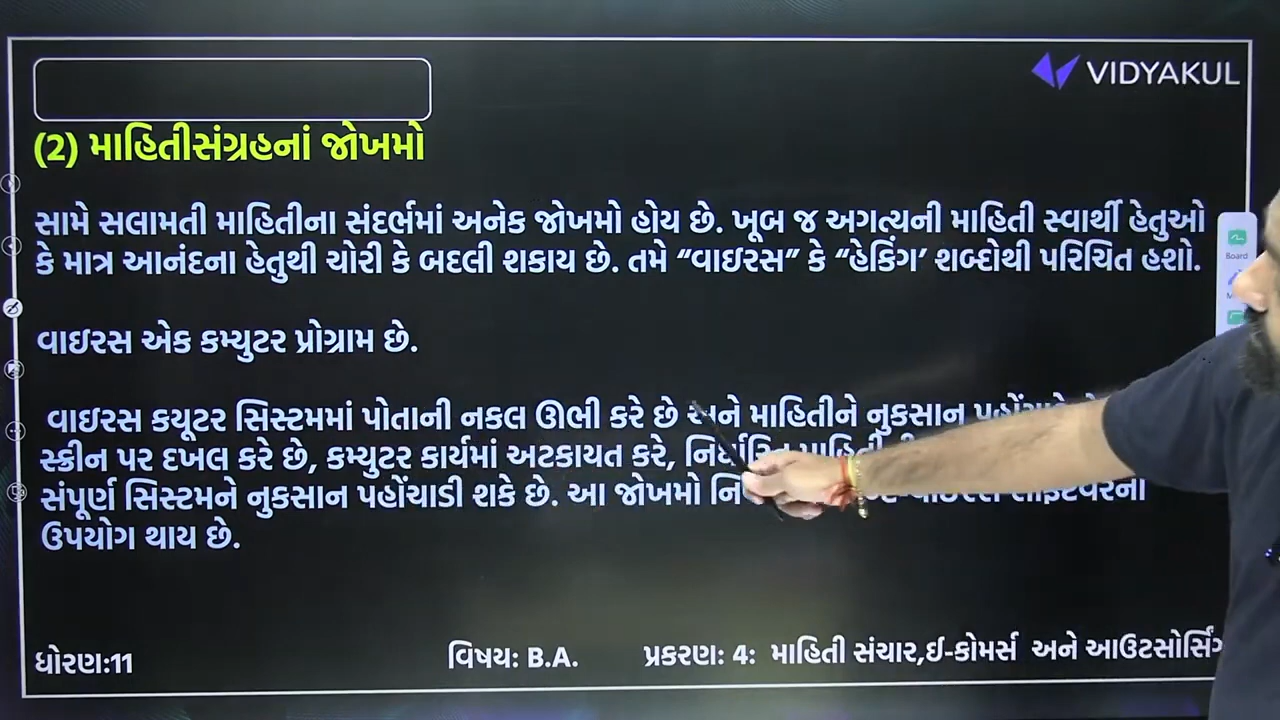 VIDYAKUL
(2) માહિતીસંગ્રહનાં જોખમો
સામે સલામતી માહિતીના સંદર્ભમાં અનેક જોખમો હોય છે. ખૂબ જ અગત્યની માહિતી સ્વાર્થી હેતુઓ
કે માત્ર આનંદના હેતુથી ચોરી કે બદલી શકાય છે. તમે “વાઇરસ” કે “હેકિંગ’ શબ્દોથી પરિચિત હશો.
Board
વાઇરસ એક કમ્યુટર પ્રોગ્રામ છે.
વાઇરસ કયૂટર સિસ્ટમમાં પોતાની નકલ ઊભી કરે છે અને માહિતીને નુકસાન
સ્ક્રીન પર દખલ કરે છે, કમ્યુટર કાર્યમાં અટકાયત કરે, નિર્ધારિત
સંપૂર્ણ સિસ્ટમને નુકસાન પહોંચાડી શકે છે. આ જોખમો
ઉપયોગ થાય છે.
ધોરણ:11 વિષય: B.A. પ્રકરણ: 4: માહિતી સંચાર,ઈ-કોમર્સ અને આઉટસોર્સિંગ